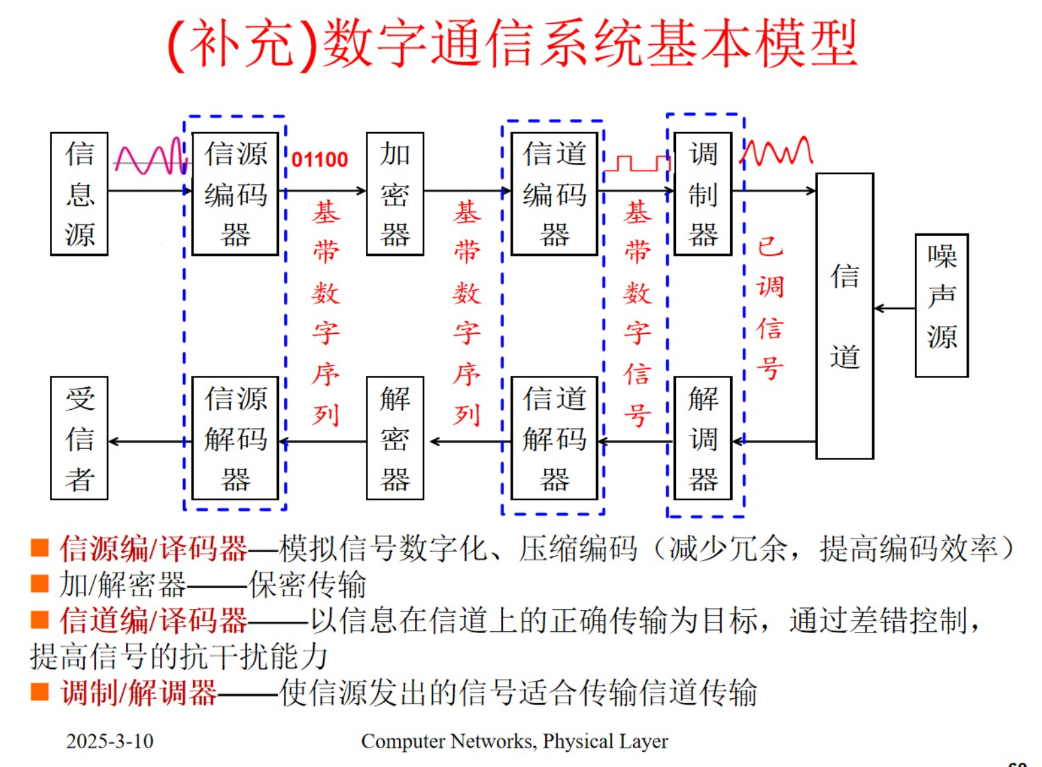 (补充)数字通信系统基本模型
信息源
信源编码器
01100
加密器
信道编码器
调制器
基带数字序列
基带数字序列
基带数字信号
已调信号
信道
噪声源
受信者
信源解码器
解密器
信道解码器
解调器
信源编/译码器—模拟信号数字化、压缩编码（减少冗余，提高编码效率）
加/解密器——保密传输
信道编/译码器——以信息在信道上的正确传输为目标，通过差错控制，
提高信号的抗干扰能力
调制/解调器——使信源发出的信号适合传输信道传输
2025-3-10
Computer Networks, Physical Layer